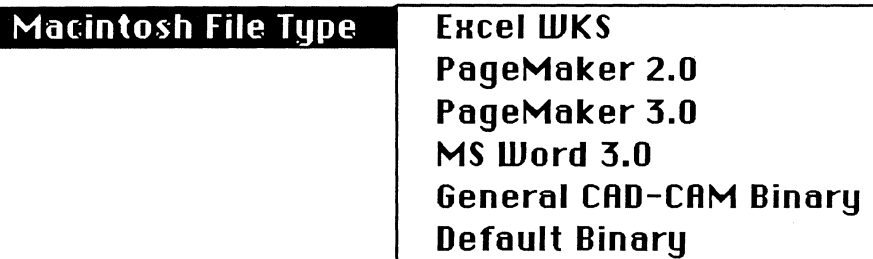 Macintosh File Type
Excel WKS
PageMaker 2.0
PageMaker 3.0
MS Word 3.0
General CAD-CAM Binary
Default Binary